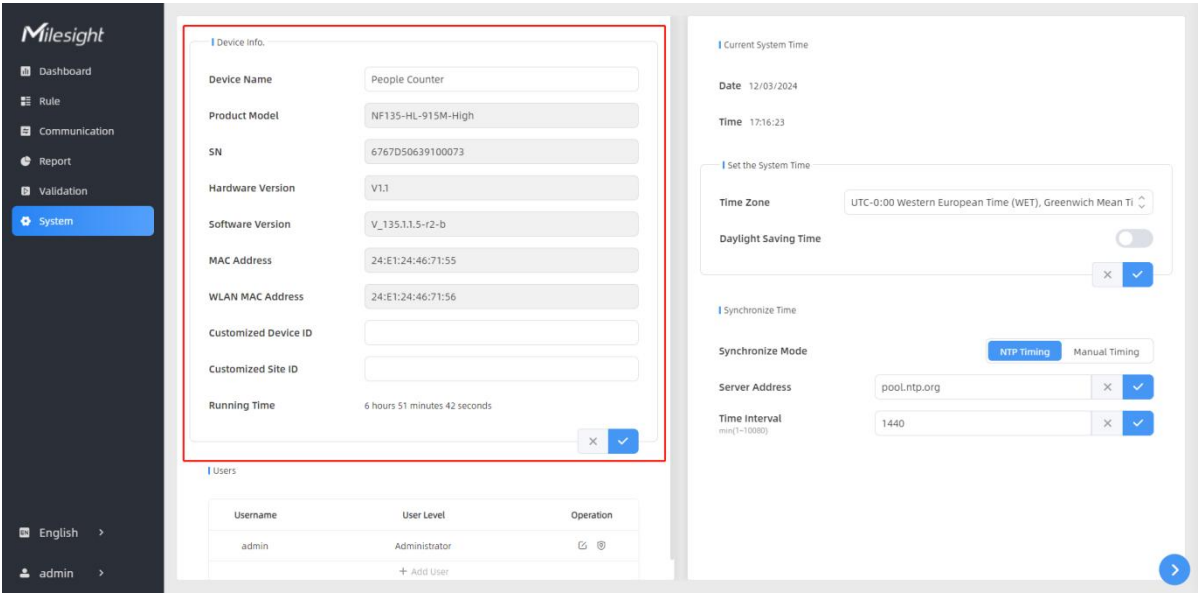 Milesight
Dashboard
Rule
Communication
Report
Validation
System
EN English >
admin >
Device Info.
Device Name People Counter
Product Model NF135-HL-915M-High
SN 6767D50639100073
Hardware Version V1.1
Software Version V_135.1.1.5-r2-b
MAC Address 24:E1:24:46:71:55
WLAN MAC Address 24:E1:24:46:71:56
Customized Device ID
Customized Site ID
Running Time 6 hours 51 minutes 42 seconds
Users
Username User Level Operation
admin Administrator
+ Add User
Current System Time
Date 12/03/2024
Time 17:16:23
Set the System Time
Time Zone UTC-0:00 Western European Time (WET), Greenwich Mean Ti
Daylight Saving Time
Synchronize Time
Synchronize Mode NTP Timing Manual Timing
Server Address pool.ntp.org
Time Interval 1440
min(1~10080)